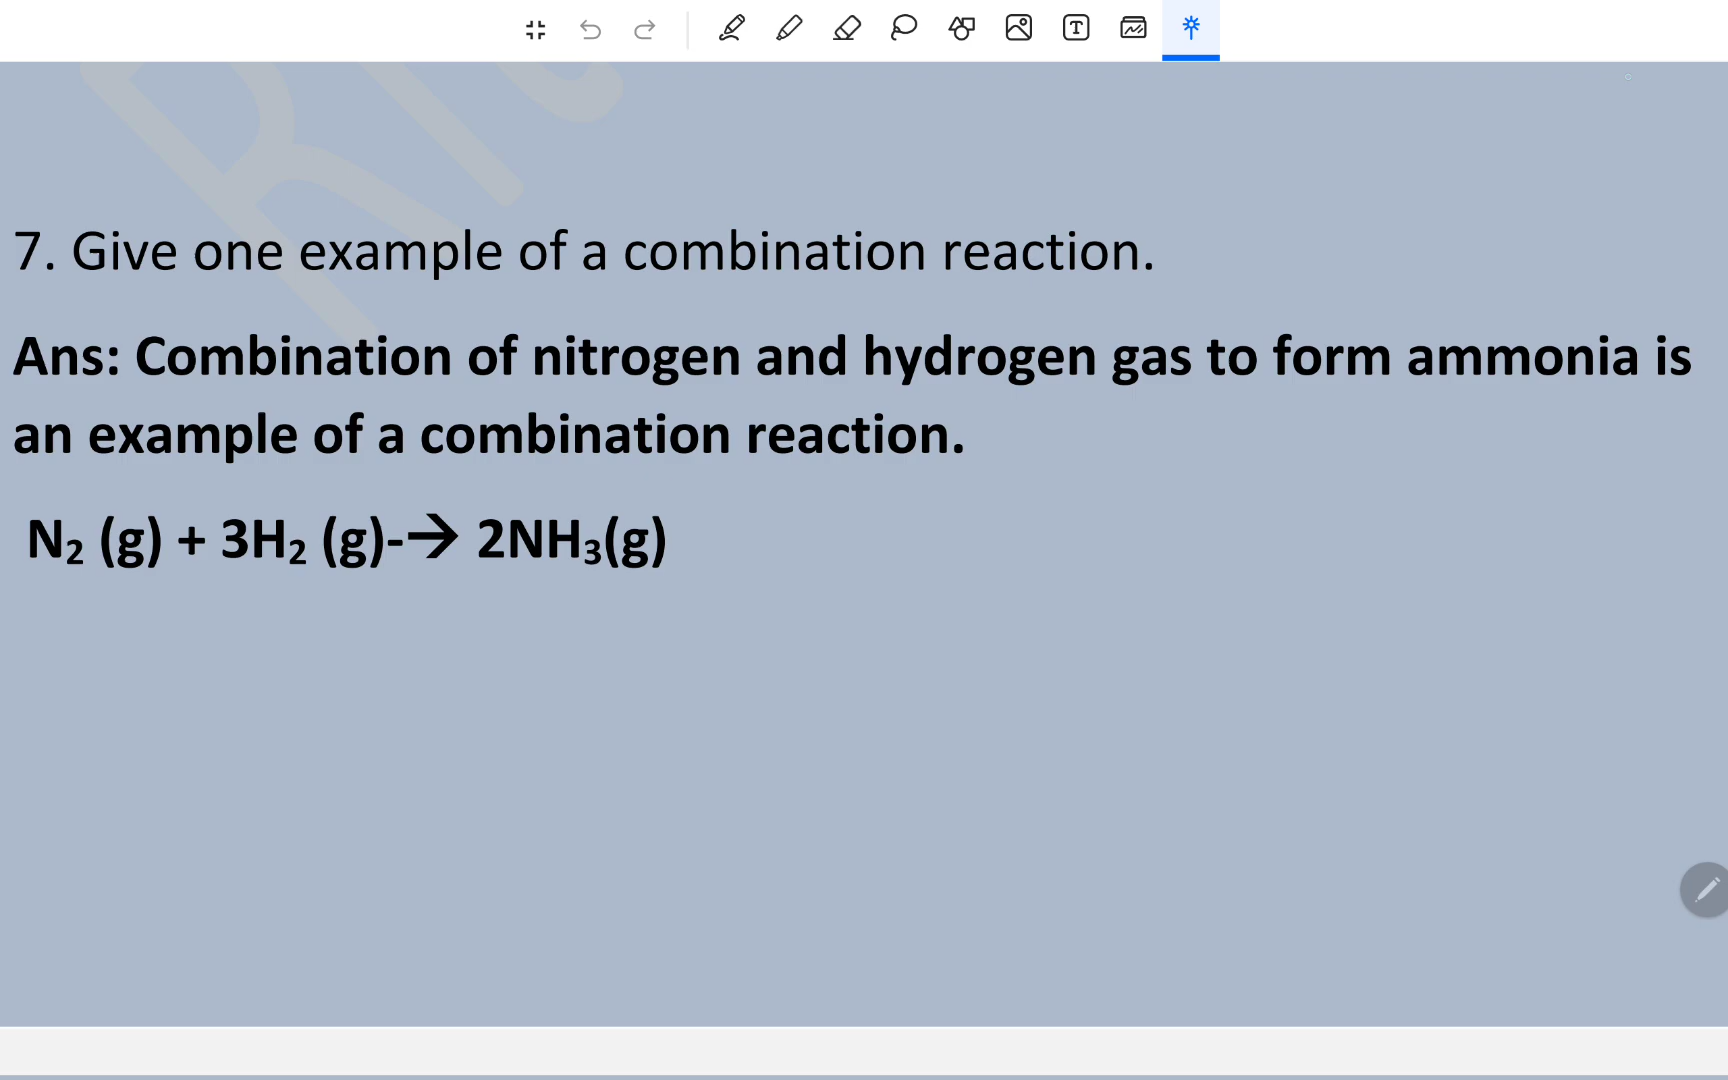 7. Give one example of a combination reaction.
Ans: Combination of nitrogen and hydrogen gas to form ammonia is
an example of a combination reaction.
N₂ (g) + 3H₂ (g)-→ 2NH₃(g)